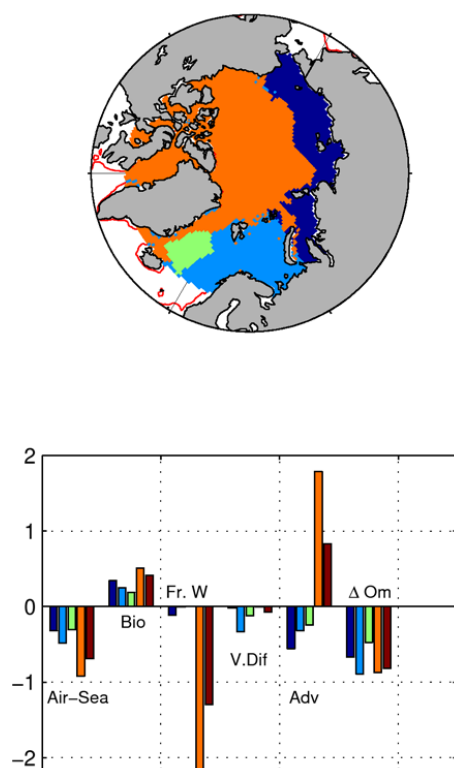 2
1
Fr. W
Δ Om
0
Bio
V.Dif
Air-Sea
Adv
-1
-2